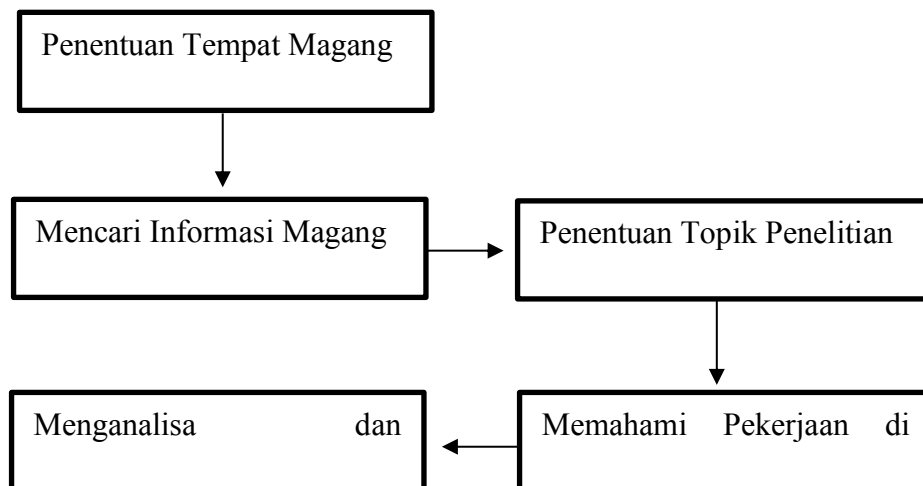 Penentuan Tempat Magang
Mencari Informasi Magang
Penentuan Topik Penelitian
Memahami Pekerjaan di
Menganalisa dan